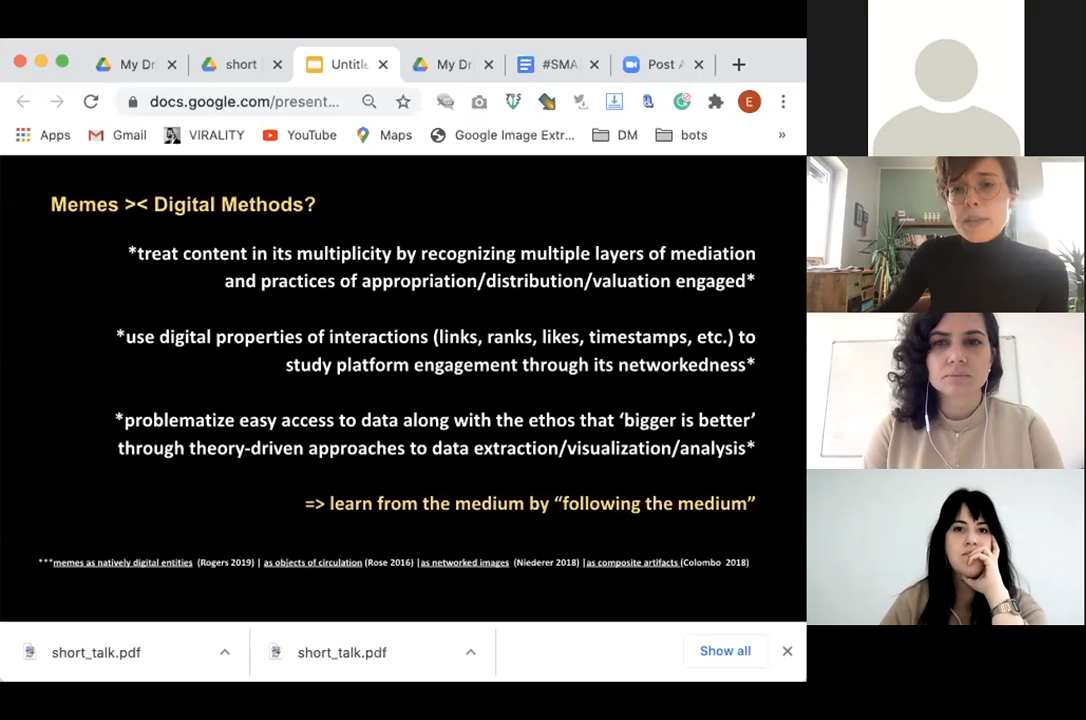 My Dr
short
Untitle
My Dr
#SMA
Post A
docs.google.com/present...
E
Apps
Gmail
VIRALITY
YouTube
Maps
Google Image Extr...
DM
bots
»
Memes >< Digital Methods?
*treat content in its multiplicity by recognizing multiple layers of mediation
and practices of appropriation/distribution/valuation engaged*
*use digital properties of interactions (links, ranks, likes, timestamps, etc.) to
study platform engagement through its networkedness*
*problematize easy access to data along with the ethos that ‘bigger is better’
through theory-driven approaches to data extraction/visualization/analysis*
=> learn from the medium by “following the medium”
***memes as natively digital entities (Rogers 2019) | as objects of circulation (Rose 2016) |as networked images (Niederer 2018) |as composite artifacts (Colombo 2018)
short_talk.pdf
short_talk.pdf
Show all